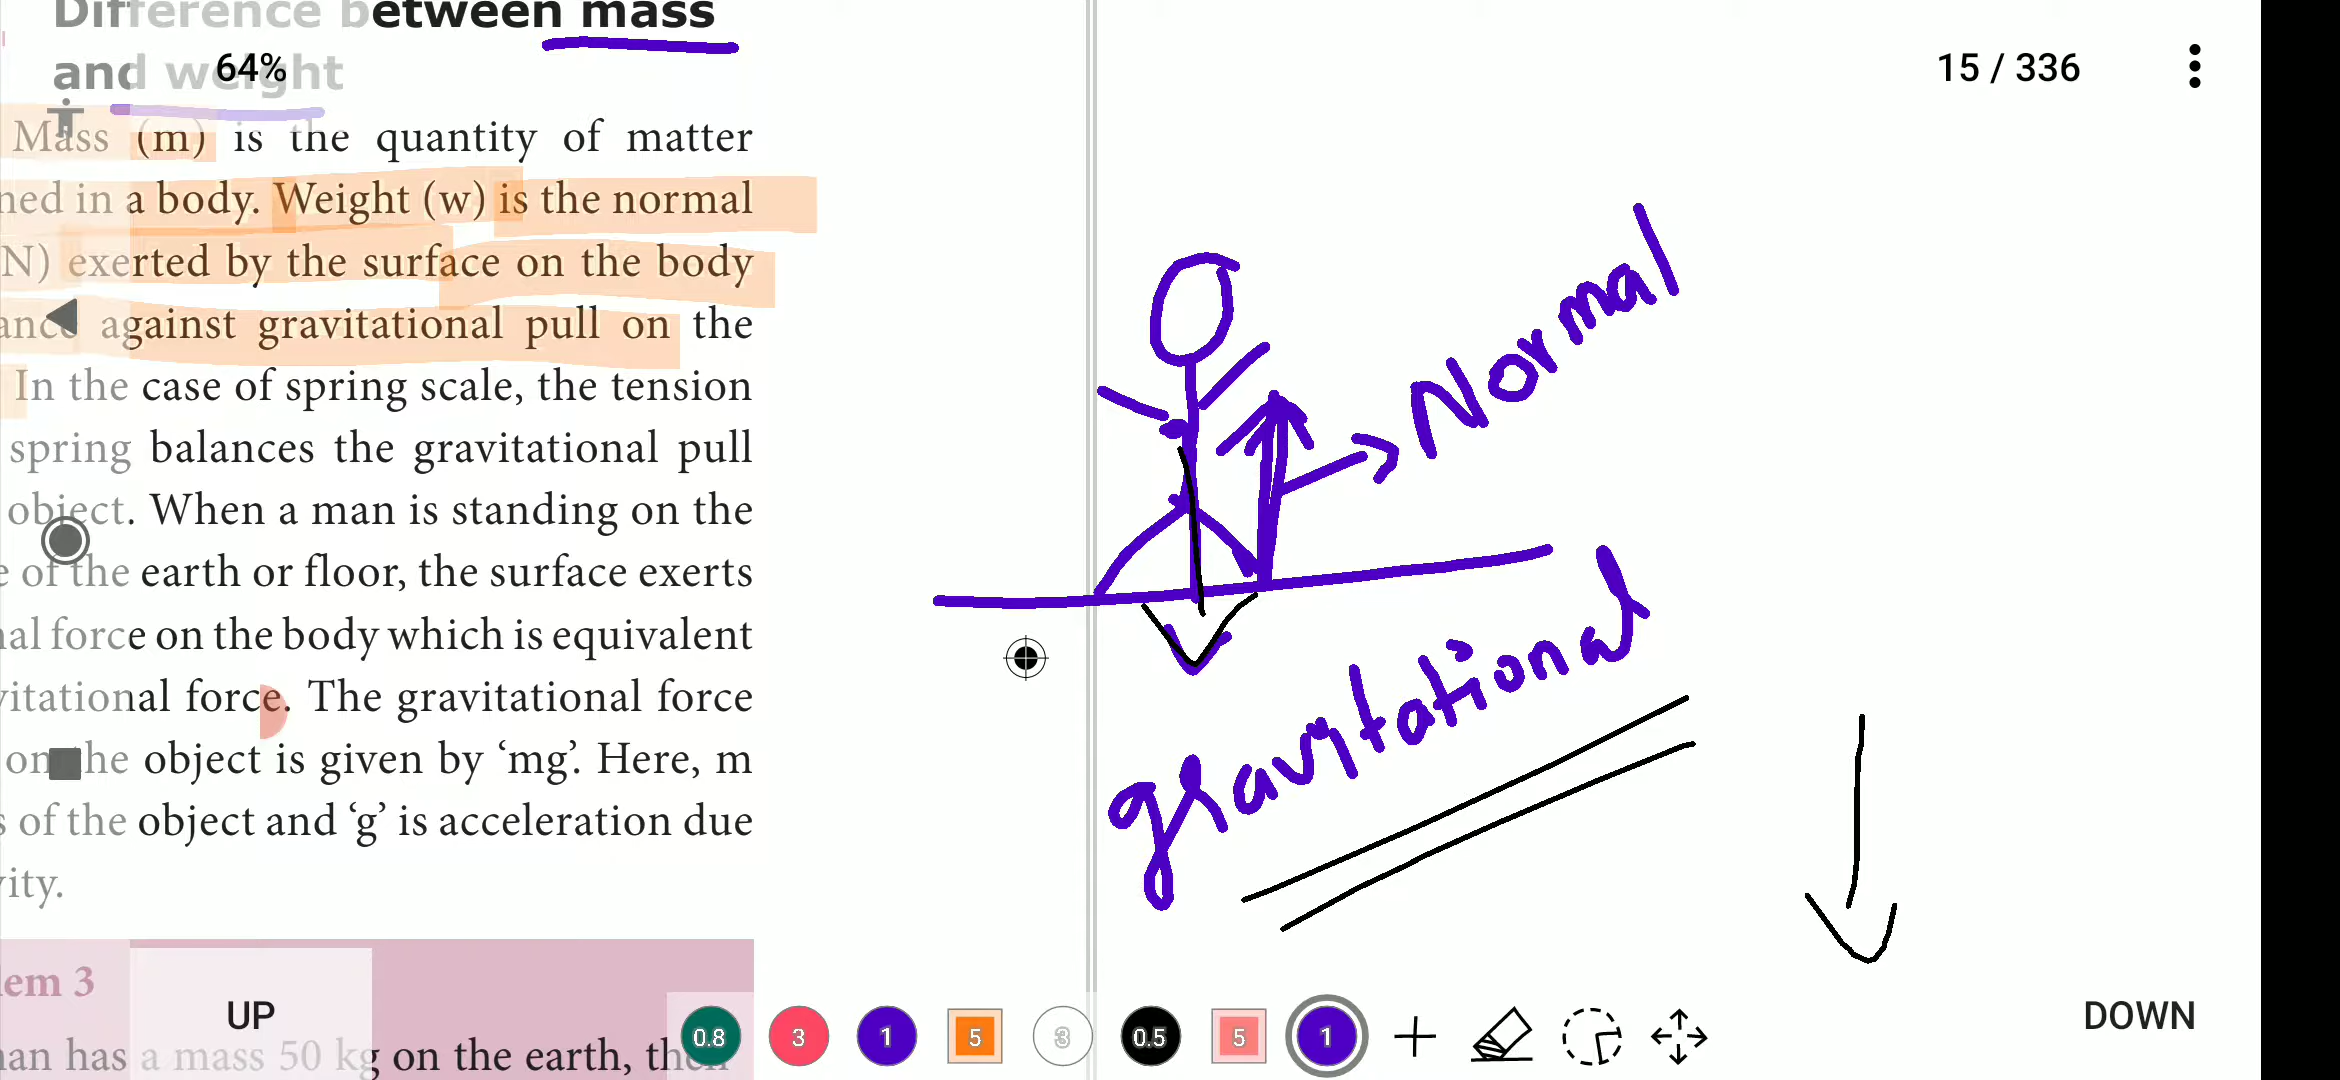 Difference between mass
and weight
64%
15 / 336
Mass (m) is the quantity of matter
ned in a body. Weight (w) is the normal
N) exerted by the surface on the body
ance against gravitational pull on the
In the case of spring scale, the tension
spring balances the gravitational pull
object. When a man is standing on the
e of the earth or floor, the surface exerts
al force on the body which is equivalent
vitational force. The gravitational force
on the object is given by ‘mg’. Here, m
s of the object and ‘g’ is acceleration due
vity.
Normal
gravitational
lem 3
UP
an has a mass 50 kg on the earth, then
0.8 3 1 5 3 0.5 5 1
DOWN